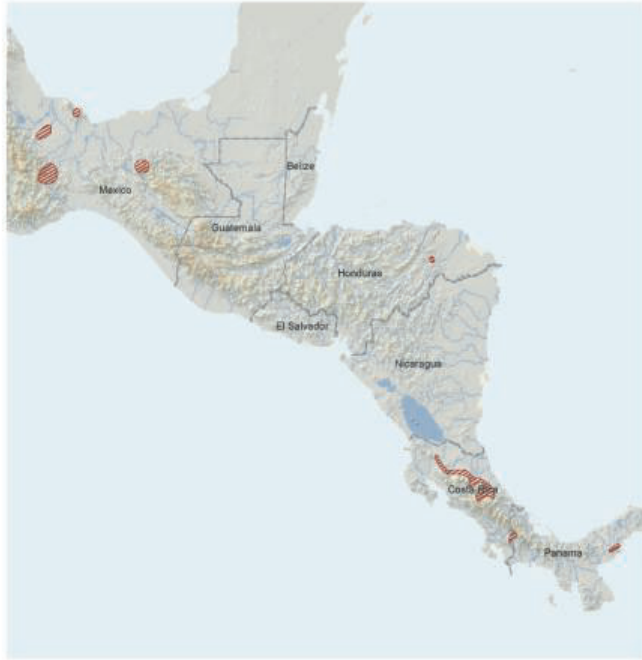 Belize
Mexico
Guatemala
Honduras
El Salvador
Nicaragua
Costa Rica
Panama